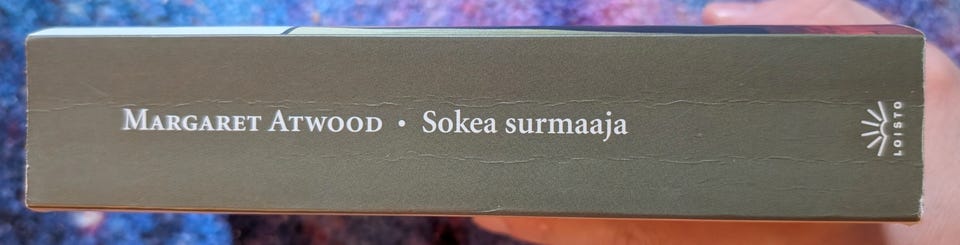 MARGARET ATWOOD • Sokea surmaaja
LOISTO